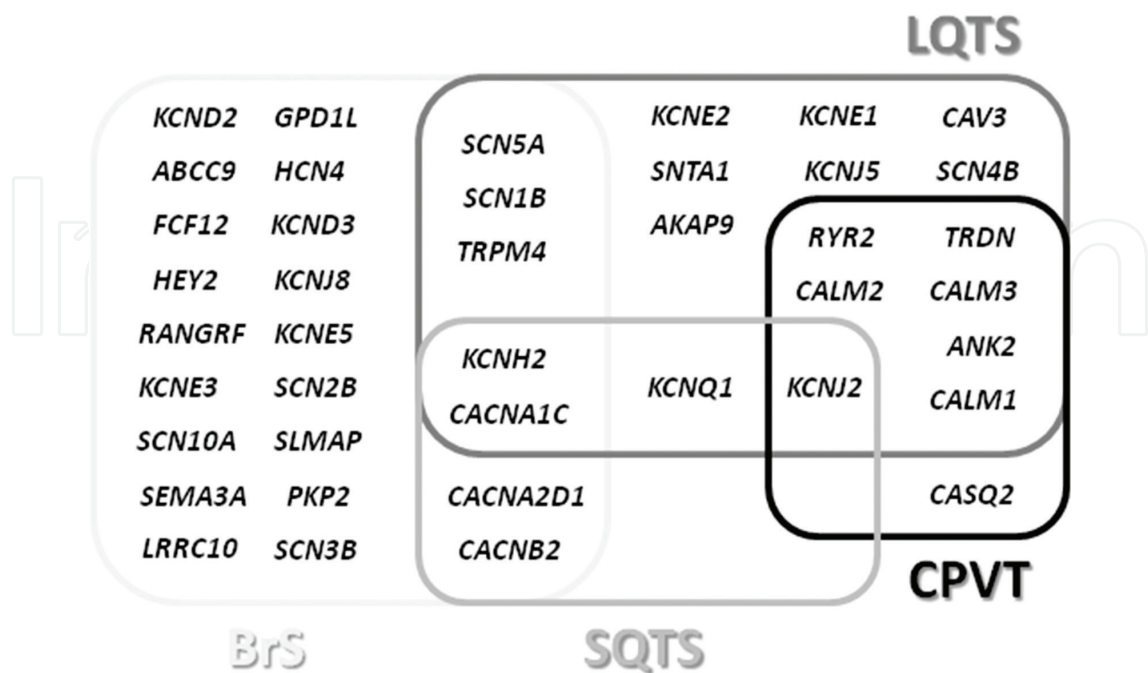 LQTS
KCND2 GPD1L
ABCC9 HCN4
FCF12 KCND3
HEY2 KCNJ8
RANGRF KCNE5
KCNE3 SCN2B
SCN10A SLMAP
SEMA3A PKP2
LRRC10 SCN3B
SCN5A
SCN1B
TRPM4
KCNH2
CACNA1C
CACNA2D1
CACNB2
KCNE2 KCNE1 CAV3
SNTA1 KCNJ5 SCN4B
AKAP9
RYR2 TRDN
CALM2 CALM3
ANK2
KCNQ1 KCNJ2 CALM1
CASQ2
CPVT
BrS SQTS